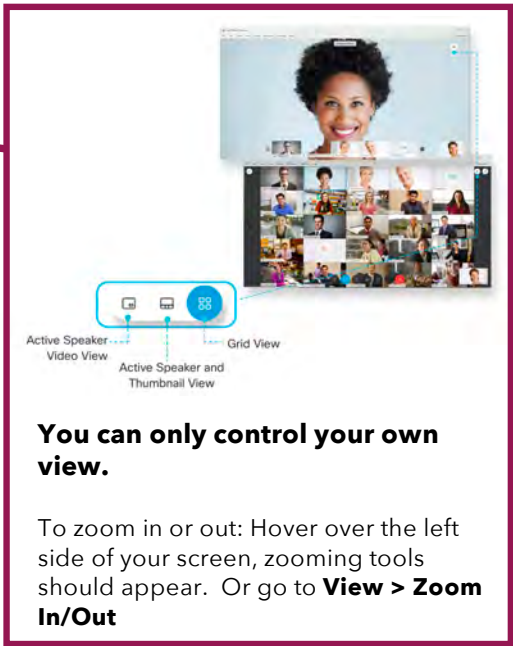 Active Speaker
Video View
Active Speaker and
Thumbnail View
Grid View
You can only control your own
view.
To zoom in or out: Hover over the left
side of your screen, zooming tools
should appear.  Or go to View > Zoom
In/Out